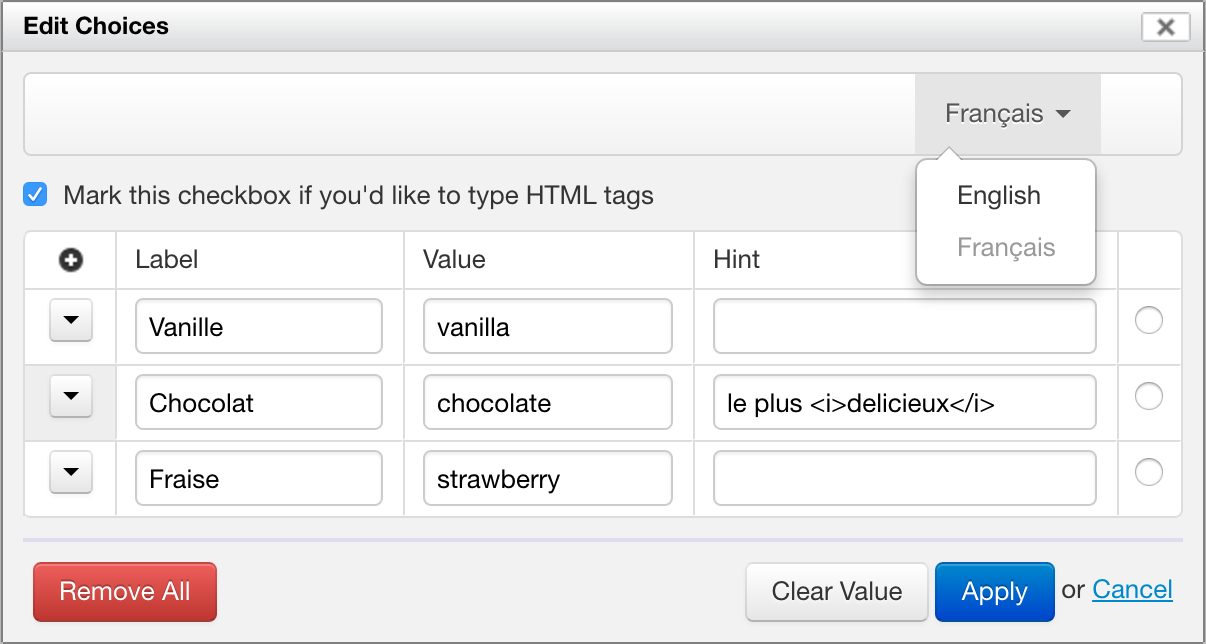 Edit Choices
Français
English
Français
Mark this checkbox if you'd like to type HTML tags
Label Value Hint
Vanille vanilla
Chocolat chocolate le plus <i>delicieux</i>
Fraise strawberry
Remove All Clear Value Apply or Cancel